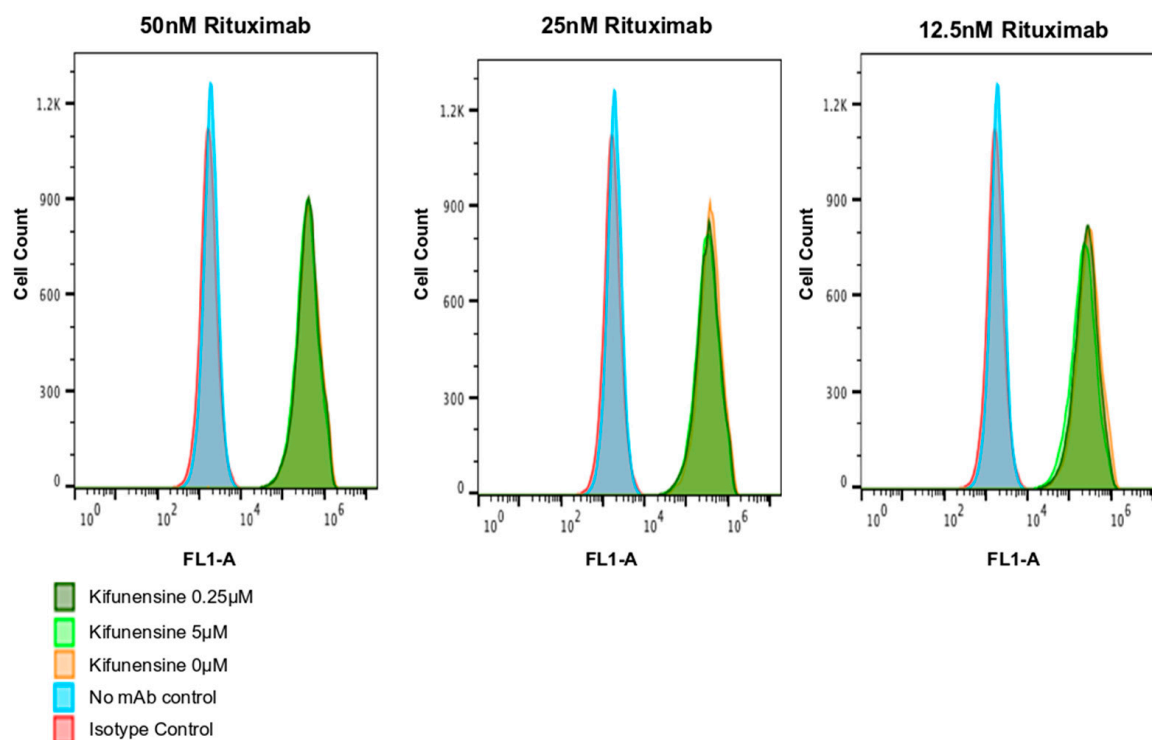 50nM Rituximab
25nM Rituximab
12.5nM Rituximab
1.2K
900
600
300
0
Cell Count
10^0 10^2 10^4 10^6
FL1-A
1.2K
900
600
300
0
Cell Count
10^0 10^2 10^4 10^6
FL1-A
1.2K
900
600
300
0
Cell Count
10^0 10^2 10^4 10^6
FL1-A
Kifunensine 0.25µM
Kifunensine 5µM
Kifunensine 0µM
No mAb control
Isotype Control